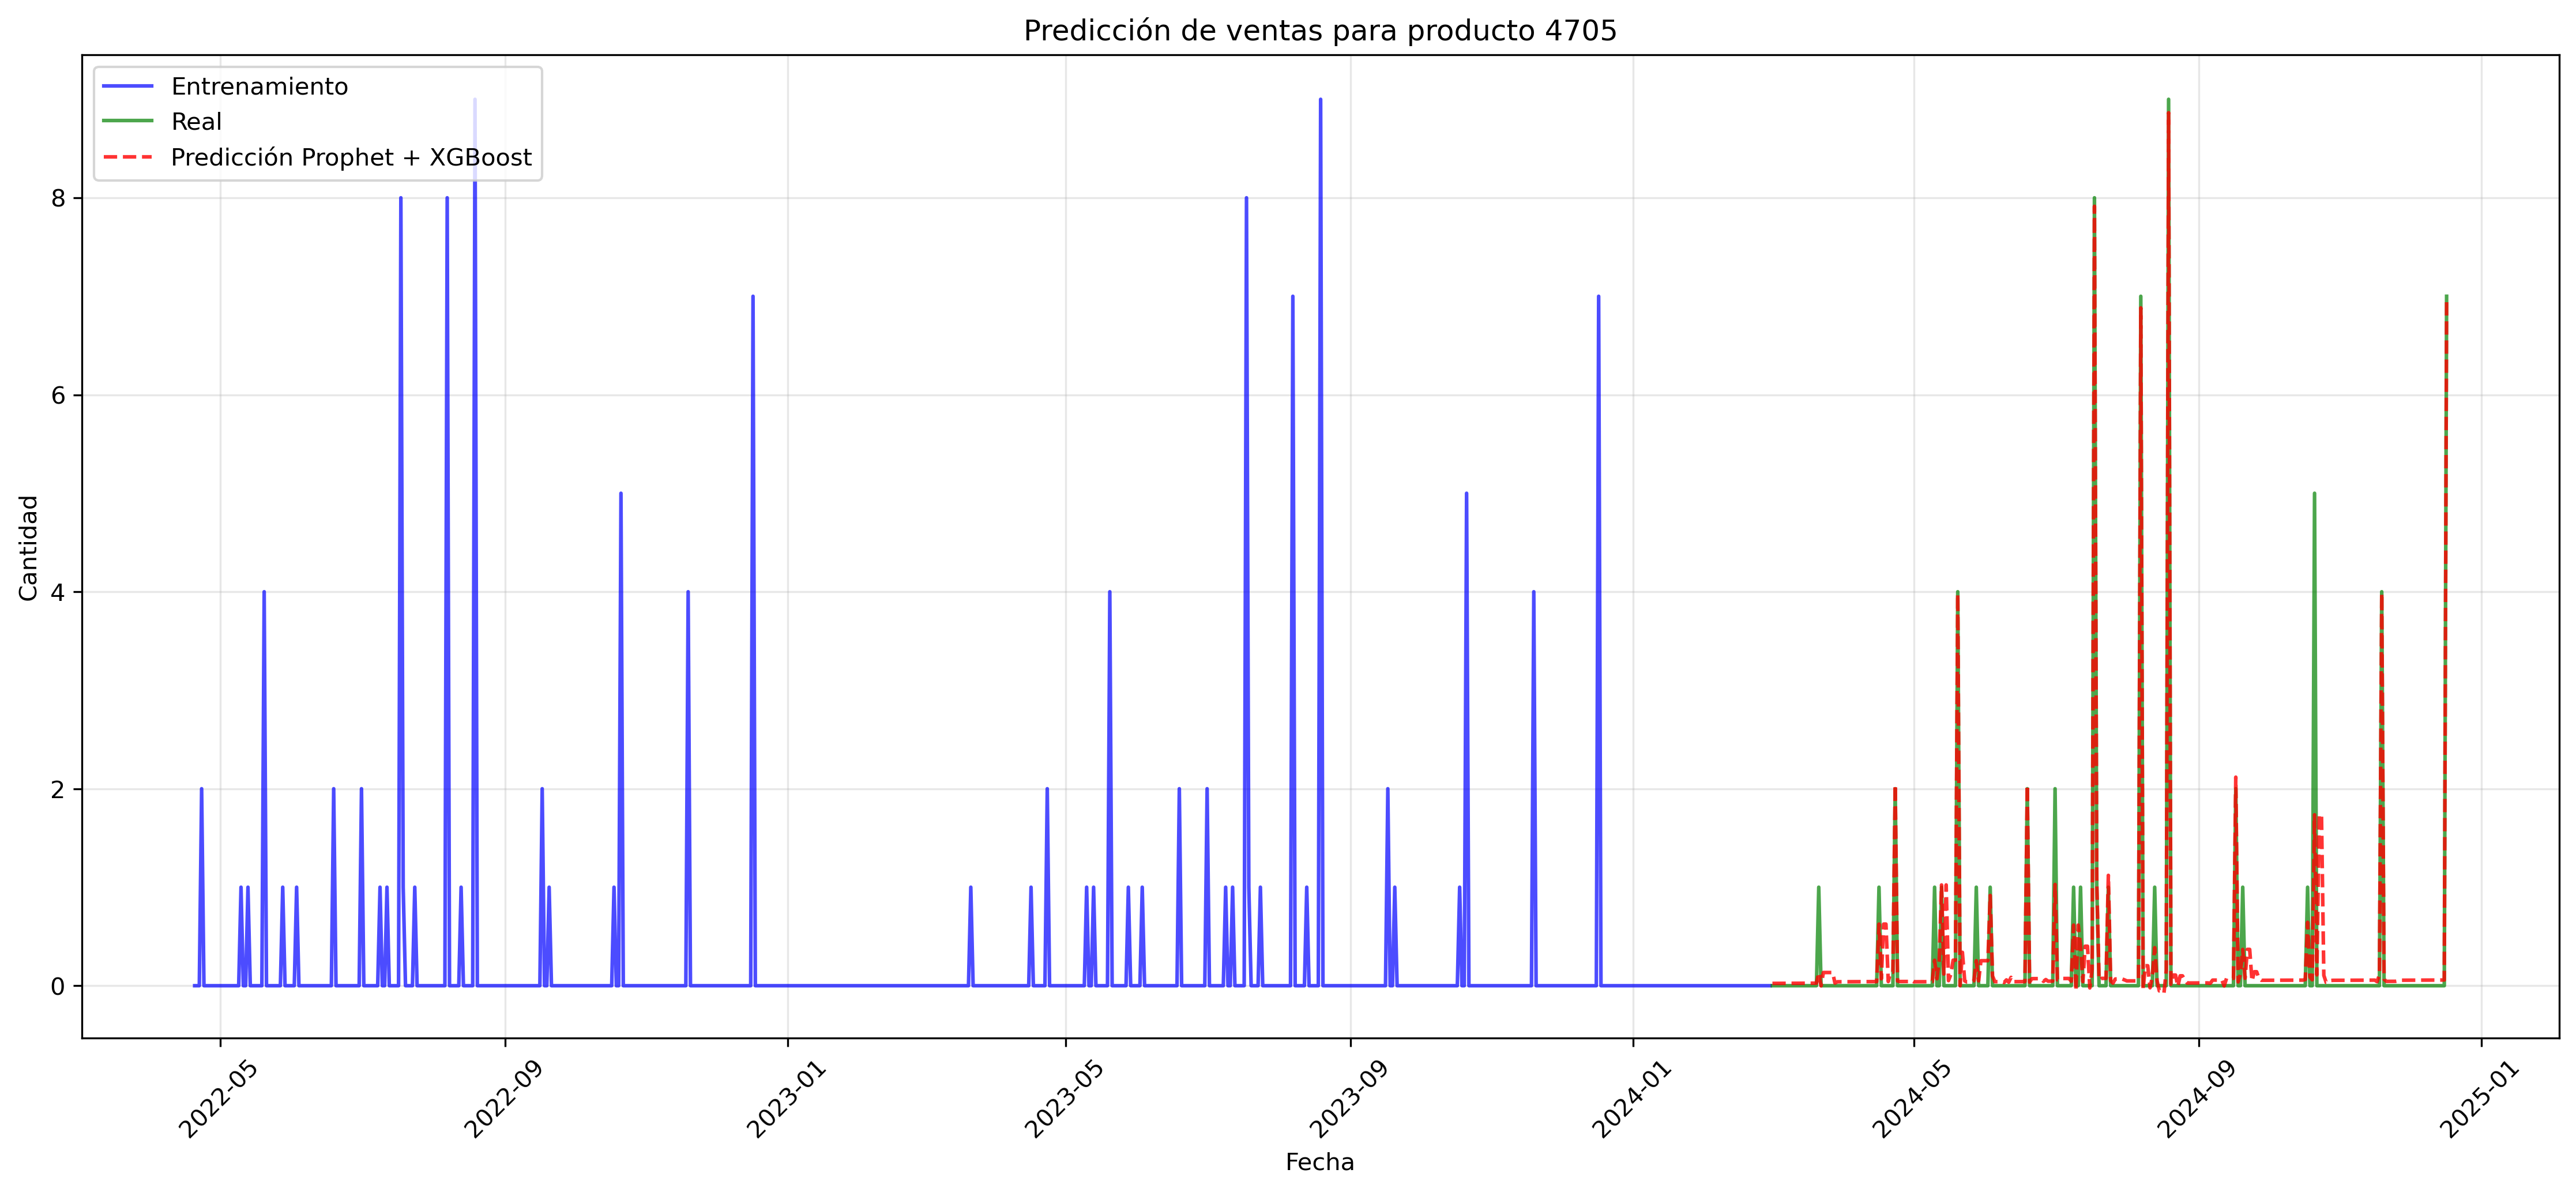 Predicción de ventas para producto 4705
Entrenamiento
Real
Predicción Prophet + XGBoost
Cantidad
8
6
4
2
0
2022-05
2022-09
2023-01
2023-05
2023-09
2024-01
2024-05
2024-09
2025-01
Fecha